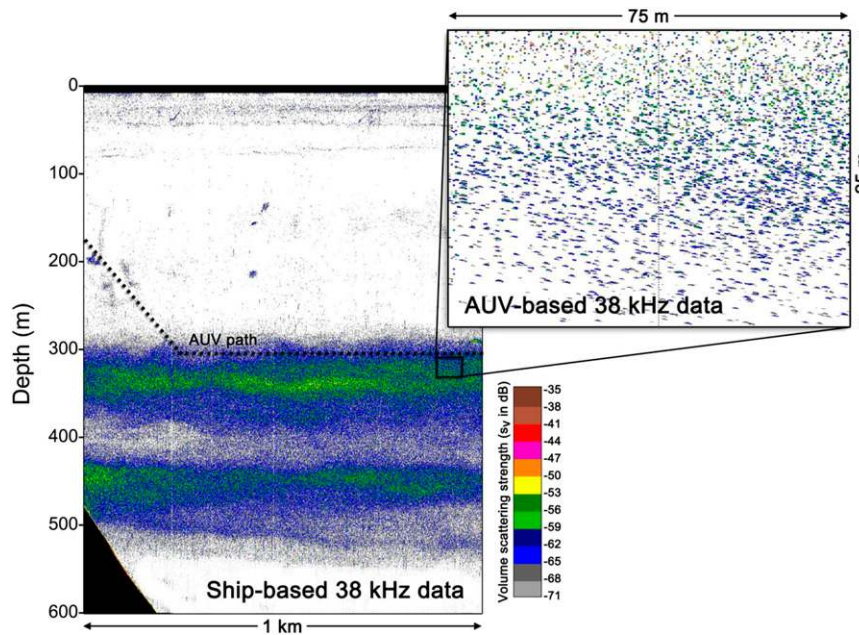 75 m
0
100
200
300
400
500
600
Depth (m)
AUV path
AUV-based 38 kHz data
Ship-based 38 kHz data
1 km
Volume scattering strength (sᵥ in dB)
-35
-38
-41
-44
-47
-50
-53
-56
-59
-62
-65
-68
-71